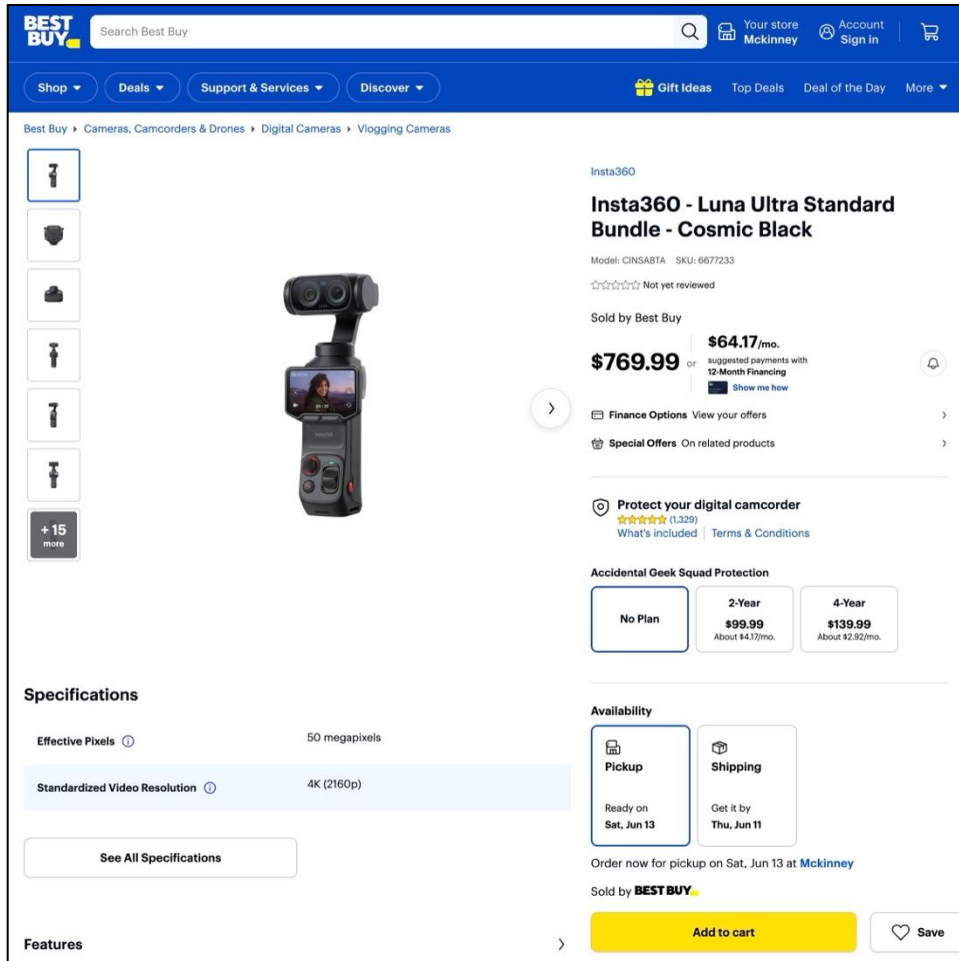 BEST BUY
Search Best Buy
Your store
Mckinney
Account
Sign in
Shop
Deals
Support & Services
Discover
Gift Ideas
Top Deals
Deal of the Day
More
Best Buy
Cameras, Camcorders & Drones
Digital Cameras
Vlogging Cameras
+ 15
more
Insta360
Insta360 - Luna Ultra Standard
Bundle - Cosmic Black
Model: CINSABTA SKU: 6677233
Not yet reviewed
Sold by Best Buy
$769.99 or
$64.17/mo.
suggested payments with
12-Month Financing
Show me how
Finance Options View your offers
Special Offers On related products
Protect your digital camcorder
(1,329)
What's included
Terms & Conditions
Accidental Geek Squad Protection
No Plan
2-Year
$99.99
About $4.17/mo.
4-Year
$139.99
About $2.92/mo.
Specifications
Effective Pixels
50 megapixels
Standardized Video Resolution
4K (2160p)
See All Specifications
Features
Availability
Pickup
Ready on
Sat, Jun 13
Shipping
Get it by
Thu, Jun 11
Order now for pickup on Sat, Jun 13 at Mckinney
Sold by BEST BUY
Add to cart
Save